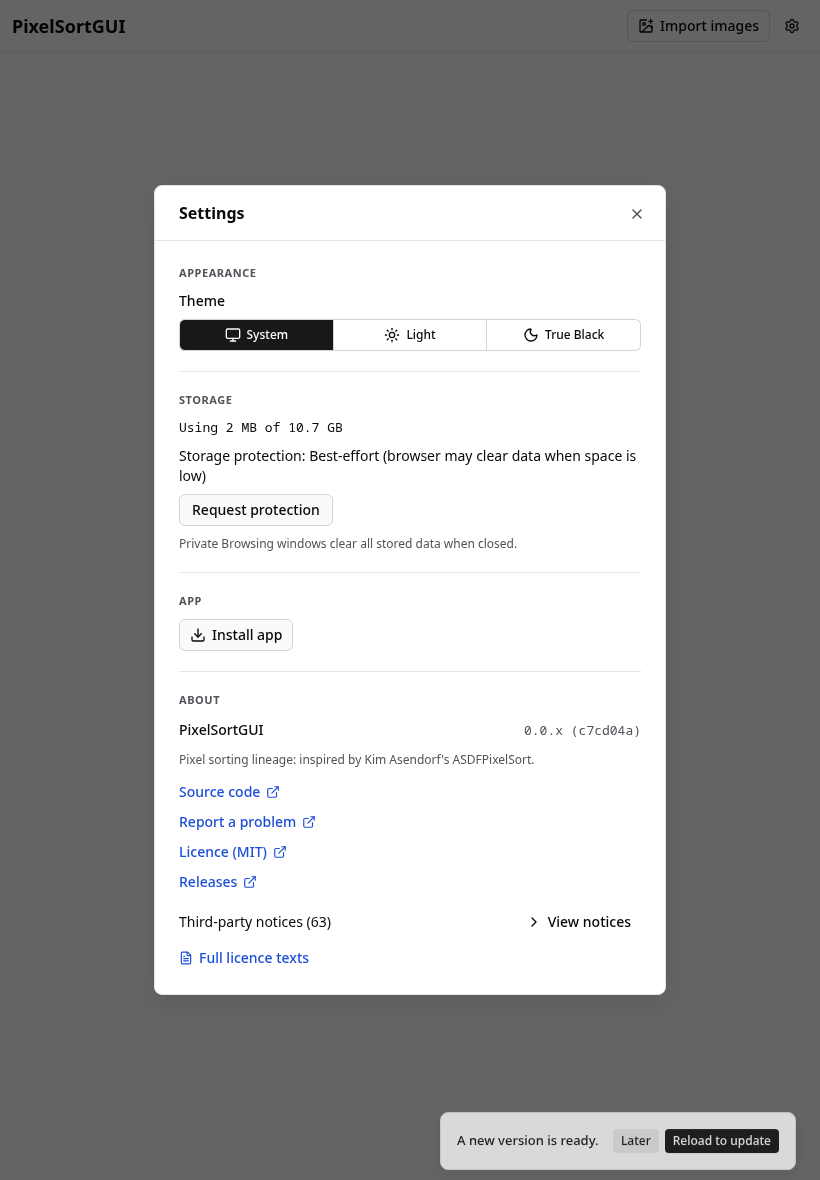 PixelSortGUI
Import images
Settings
APPEARANCE
Theme
System
Light
True Black
STORAGE
Using 2 MB of 10.7 GB
Storage protection: Best-effort (browser may clear data when space is
low)
Request protection
Private Browsing windows clear all stored data when closed.
APP
Install app
ABOUT
PixelSortGUI
0.0.x (c7cd04a)
Pixel sorting lineage: inspired by Kim Asendorf's ASDFPixelSort.
Source code
Report a problem
Licence (MIT)
Releases
Third-party notices (63)
View notices
Full licence texts
A new version is ready.
Later
Reload to update